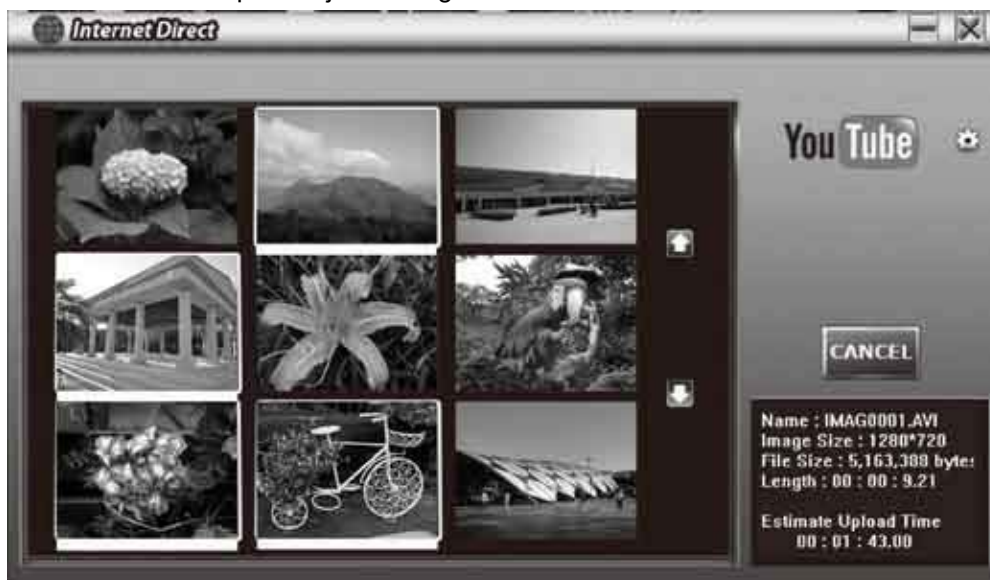 Internet Direct
You Tube
CANCEL
Name : IMAG0001.AVI
Image Size : 1280*720
File Size : 5,163,388 bytes
Length : 00 : 00 : 9.21
Estimate Upload Time
00 : 01 : 43.00